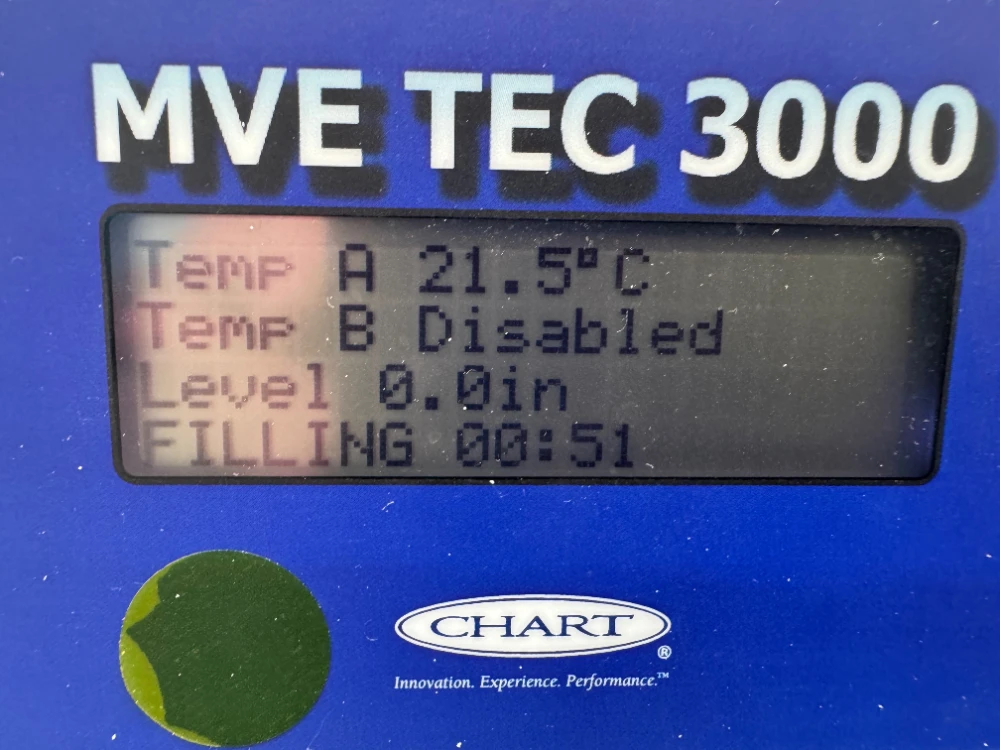 MVE TEC 3000
Temp A 21.5°C
Temp B Disabled
Level 0.0in
FILLING 00:51
CHART®
Innovation. Experience. Performance.™